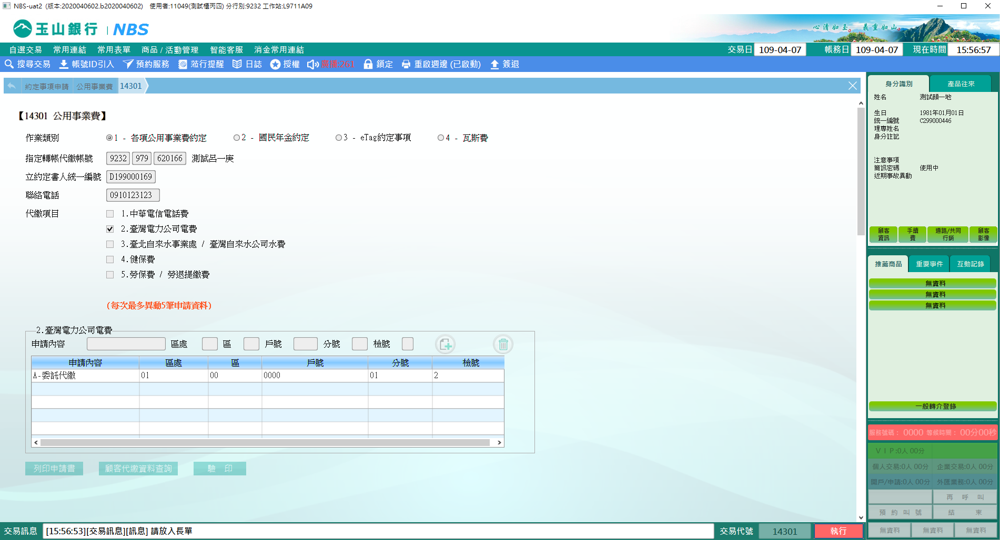 NBS-uat2 (版本:2020040602.b2020040602) 使用者:11049(測試櫃丙四) 分行別:9232 工作站:L9711A09
玉山銀行 | NBS
心清如玉。義重如山。
自選交易 常用連結 常用表單 商品 / 活動管理 智能客服 消金常用連結 交易日 109-04-07 帳務日 109-04-07 現在時間 15:56:57
搜尋交易 帳號ID引入 預約服務 蒞行提醒 日誌 授權 廣播:261 鎖定 重啟週邊 (已啟動) 簽退
約定事項申請 公用事業費 14301
【14301 公用事業費】
作業類別 1 - 各項公用事業費約定 2 - 國民年金約定 3 - eTag約定事項 4 - 瓦斯費
指定轉帳代繳帳號 9232 979 620166 測試呂一庚
立約定書人統一編號 D199000169
聯絡電話 0910123123
代繳項目 1.中華電信電話費
2.臺灣電力公司電費
3.臺北自來水事業處 / 臺灣自來水公司水費
4.健保費
5.勞保費 / 勞退提繳費
(每次最多異動5筆申請資料)
2.臺灣電力公司電費
申請內容 區處 區 戶號 分號 檢號
申請內容 區處 區 戶號 分號 檢號
A-委託代繳 01 00 0000 01 2
列印申請書 顧客代繳資料查詢 驗 印
交易訊息 [15:56:53][交易訊息][訊息] 請放入長單 交易代號 14301 執行
身分識別 產品往來
姓名 測試顏一地
生日 1981年01月01日
統一編號 C299000446
理專姓名
身分註記
注意事項
簡訊密碼 使用中
近期事故異動
顧客資訊 手續費 通路/共同行銷 顧客影像
推薦商品 重要事件 互動記錄
無資料
無資料
無資料
一般轉介登錄
服務號碼: 0000 等候時間: 00分00秒
V I P:0人 00分
個人交易:0人 00分 企業交易:0人 00分
開戶/申請:0人 00分 外匯業務:0人 00分
再 呼 叫
預 約 叫 號 結 束
無資料 無資料 無資料